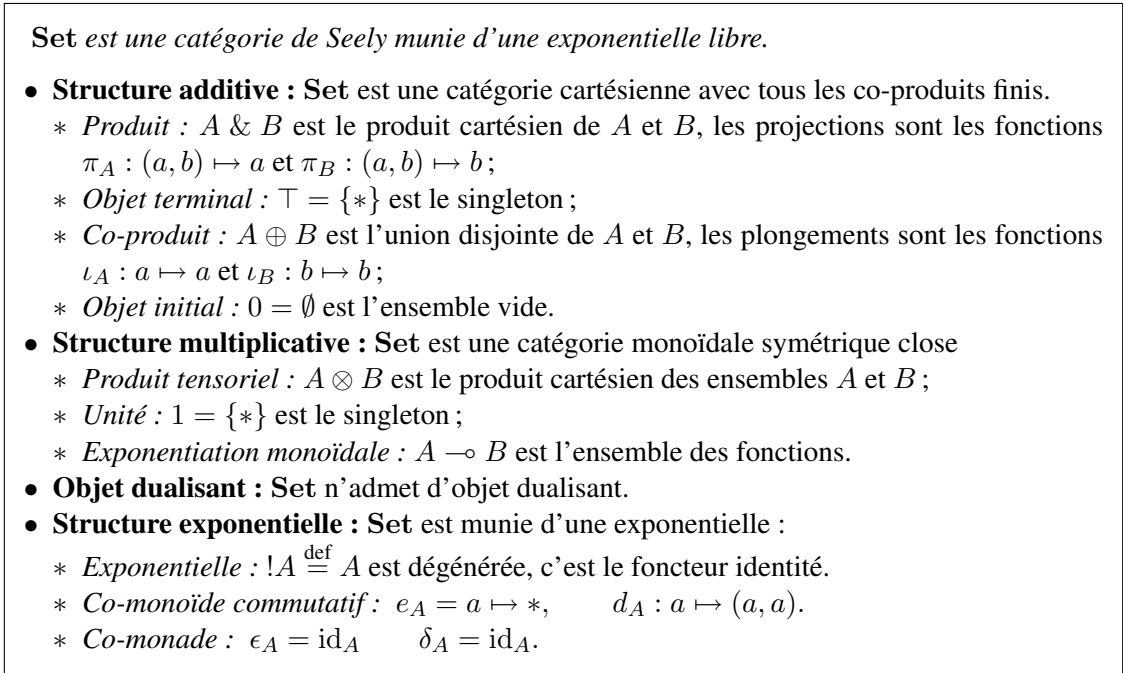 Set est une catégorie de Seely munie d'une exponentielle libre.
• Structure additive : Set est une catégorie cartésienne avec tous les co-produits finis.
∗ Produit : A & B est le produit cartésien de A et B, les projections sont les fonctions
π_A : (a, b) ↦ a et π_B : (a, b) ↦ b ;
∗ Objet terminal : ⊤ = {∗} est le singleton ;
∗ Co-produit : A ⊕ B est l'union disjointe de A et B, les plongements sont les fonctions
ι_A : a ↦ a et ι_B : b ↦ b ;
∗ Objet initial : 0 = ∅ est l'ensemble vide.
• Structure multiplicative : Set est une catégorie monoïdale symétrique close
∗ Produit tensoriel : A ⊗ B est le produit cartésien des ensembles A et B ;
∗ Unité : 1 = {∗} est le singleton ;
∗ Exponentiation monoïdale : A ⊸ B est l'ensemble des fonctions.
• Objet dualisant : Set n'admet d'objet dualisant.
• Structure exponentielle : Set est munie d'une exponentielle :
∗ Exponentielle : !A def= A est dégénérée, c'est le foncteur identité.
∗ Co-monoïde commutatif : e_A = a ↦ ∗, d_A : a ↦ (a, a).
∗ Co-monade : ϵ_A = id_A δ_A = id_A.